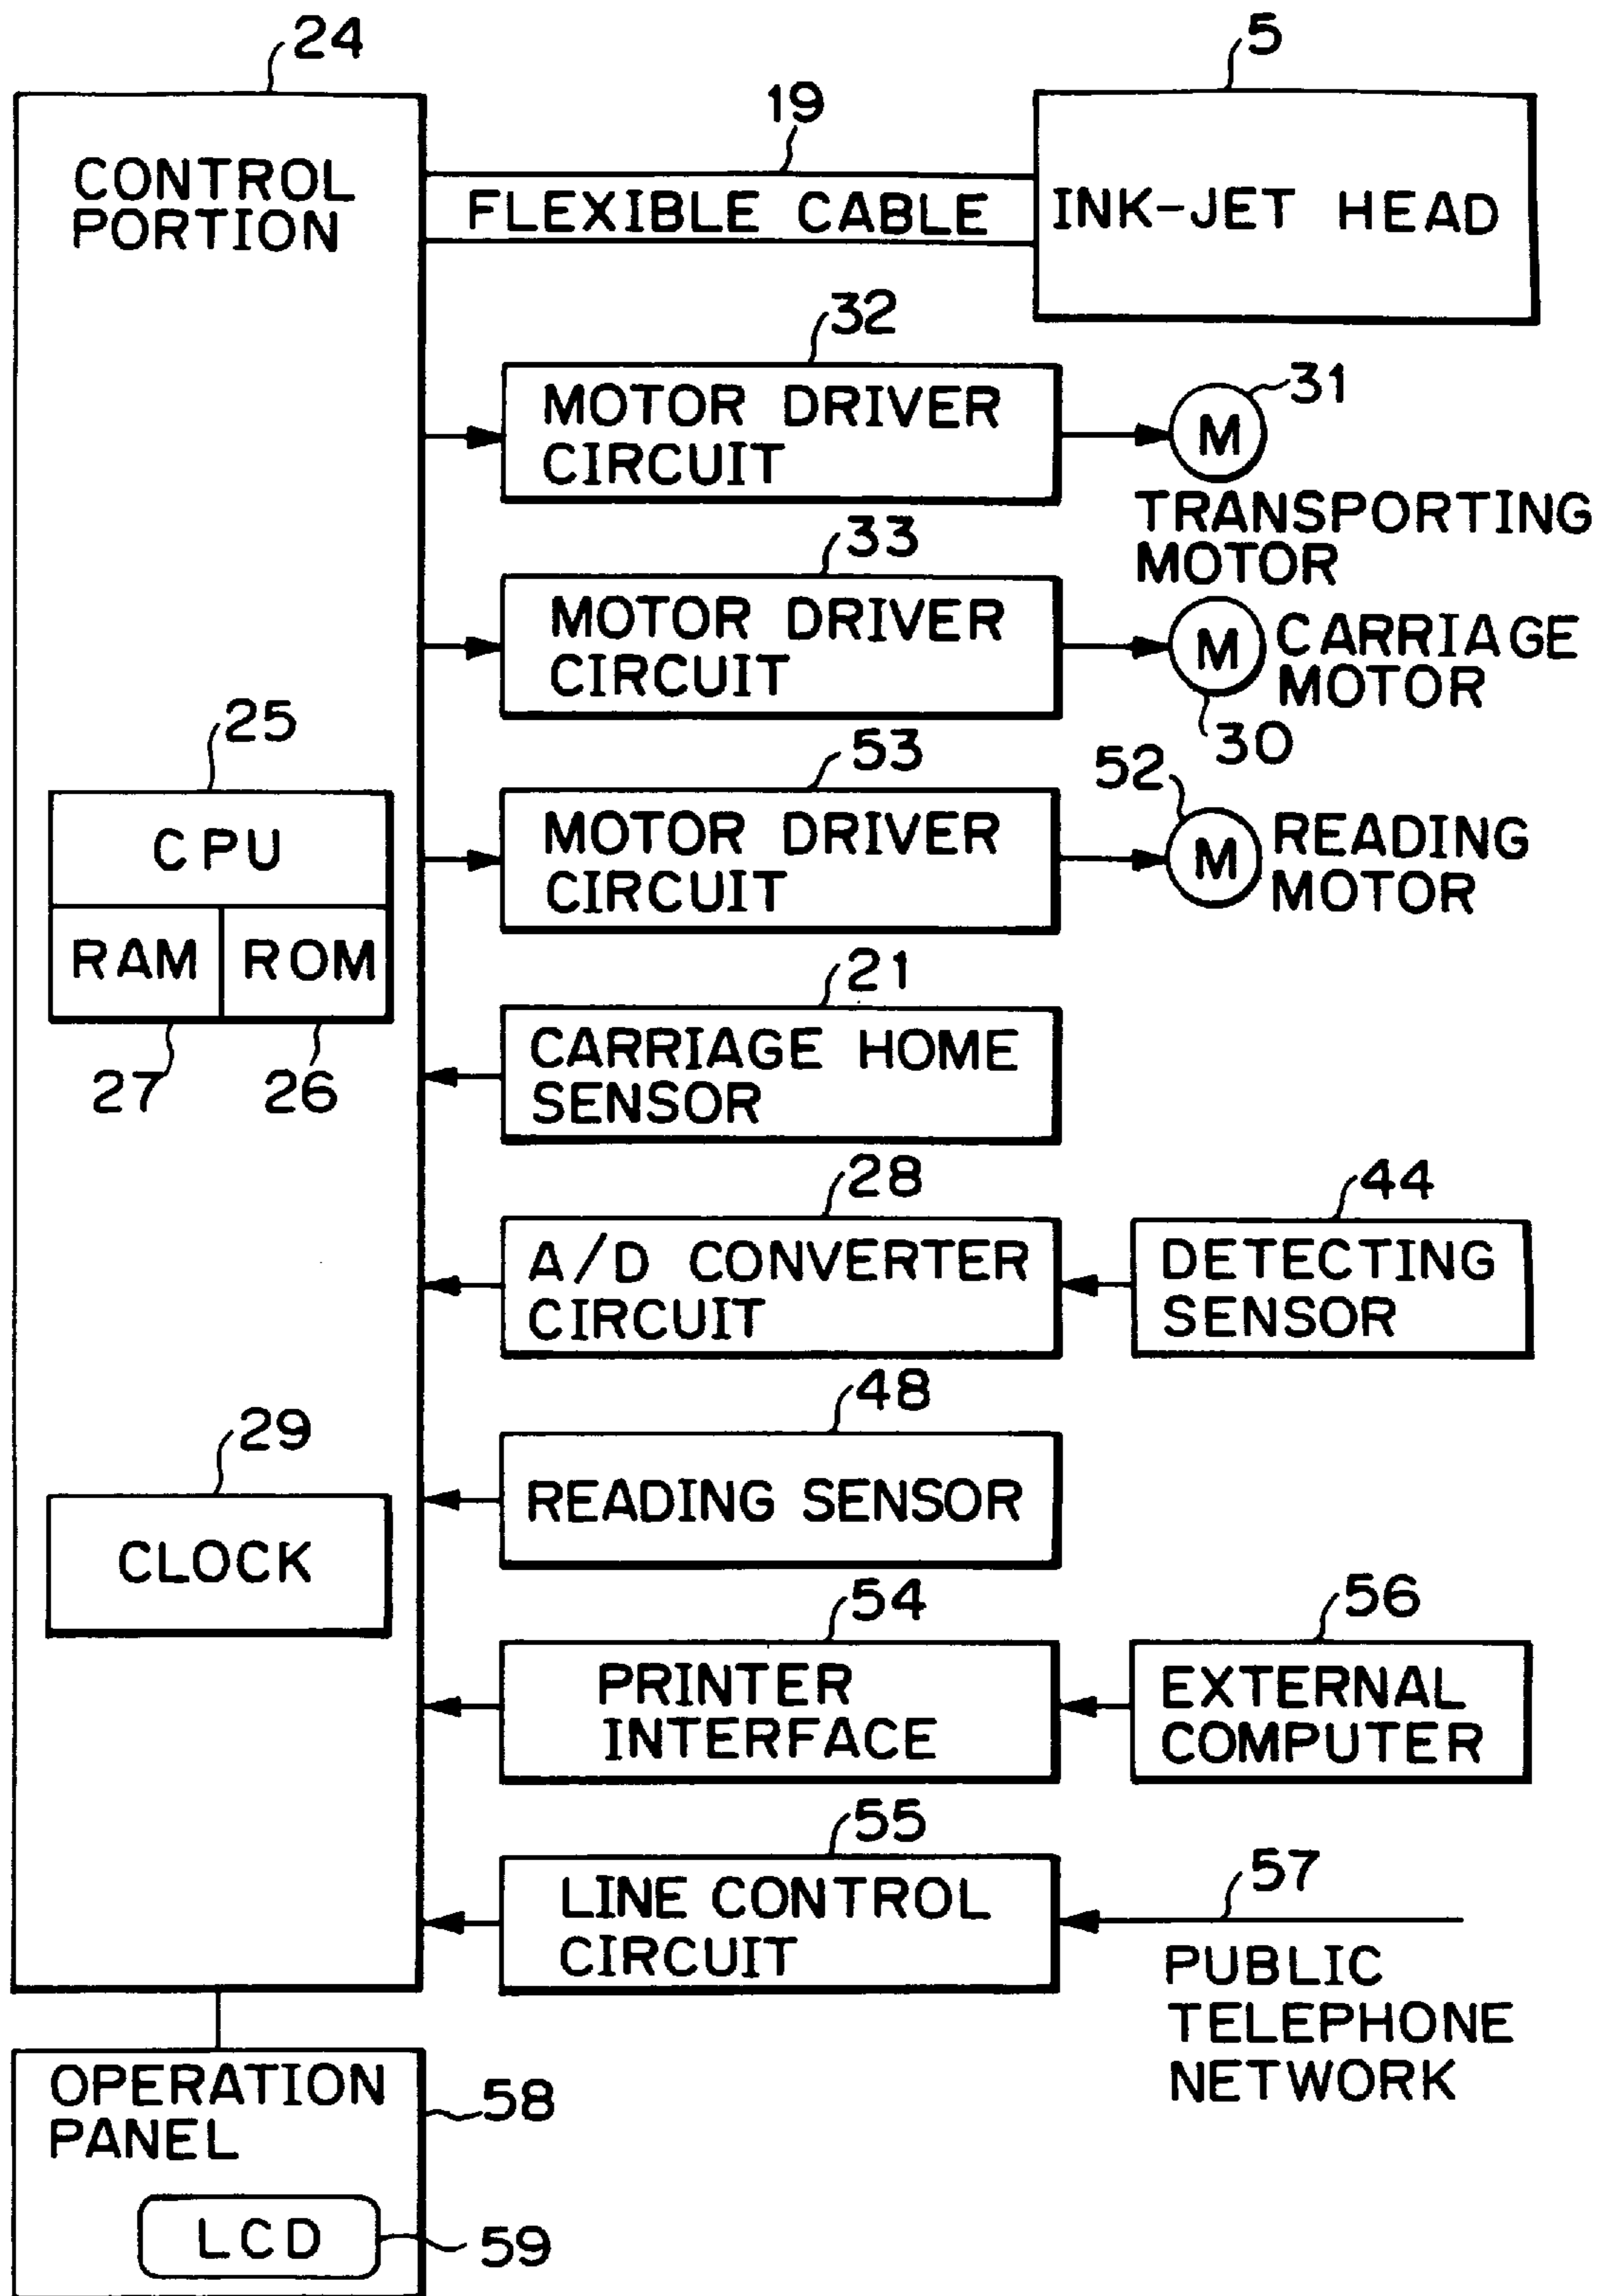 24
5
19
CONTROL
PORTION
FLEXIBLE CABLE
INK-JET HEAD
32
31
MOTOR DRIVER
CIRCUIT
M
TRANSPORTING
MOTOR
33
MOTOR DRIVER
CIRCUIT
M
CARRIAGE
MOTOR
30
25
53
52
CPU
MOTOR DRIVER
CIRCUIT
M
READING
MOTOR
RAM
ROM
27
26
21
CARRIAGE HOME
SENSOR
28
44
A/D CONVERTER
CIRCUIT
DETECTING
SENSOR
29
48
CLOCK
READING SENSOR
54
56
PRINTER
INTERFACE
EXTERNAL
COMPUTER
55
57
LINE CONTROL
CIRCUIT
PUBLIC
TELEPHONE
NETWORK
OPERATION
PANEL
58
LCD
59